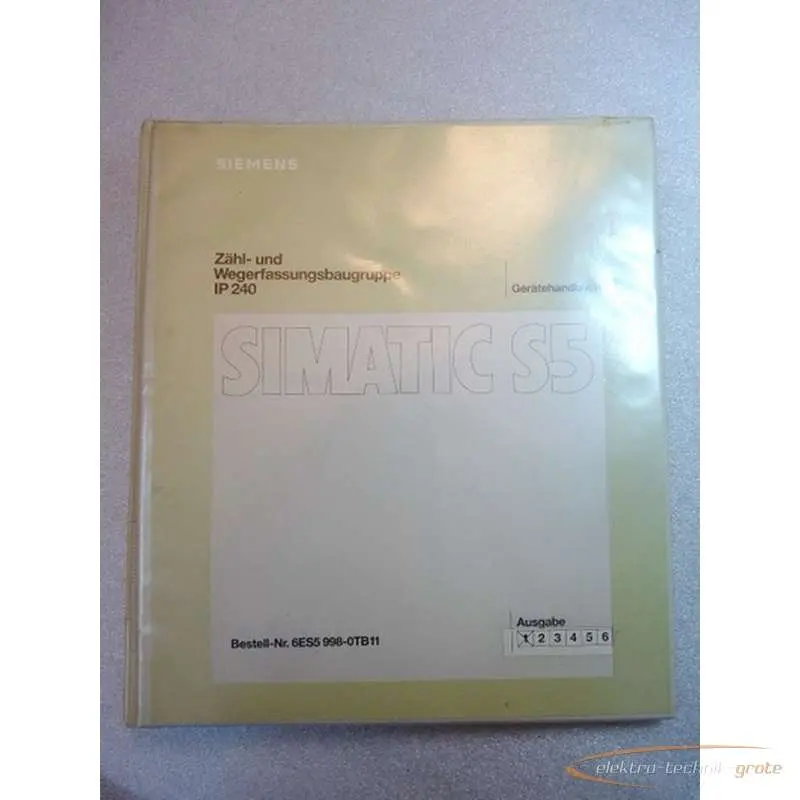 SIEMENS
Zähl- und
Wegerfassungsbaugruppe
IP 240
SIMATIC S5
Bestell-Nr. 6ES5 998-0TB11
Ausgabe
1 2 3 4 5 6
elektro-technik-grote